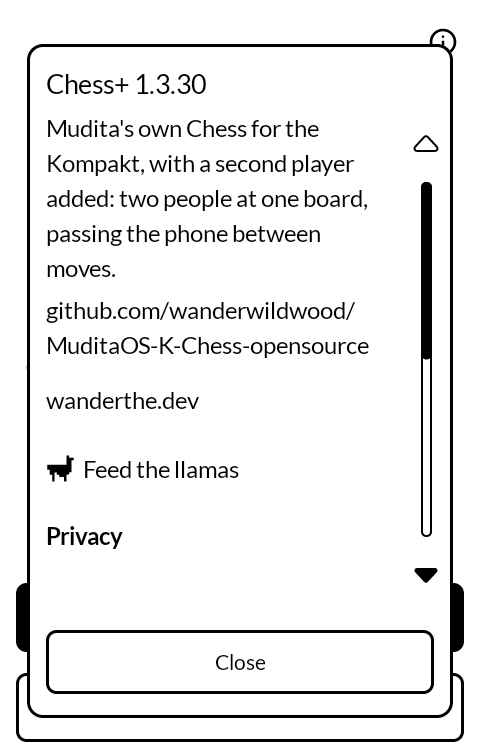 Chess+ 1.3.30
Mudita's own Chess for the
Kompakt, with a second player
added: two people at one board,
passing the phone between
moves.
github.com/wanderwildwood/
MuditaOS-K-Chess-opensource
wanderthe.dev
Feed the llamas
Privacy
Close